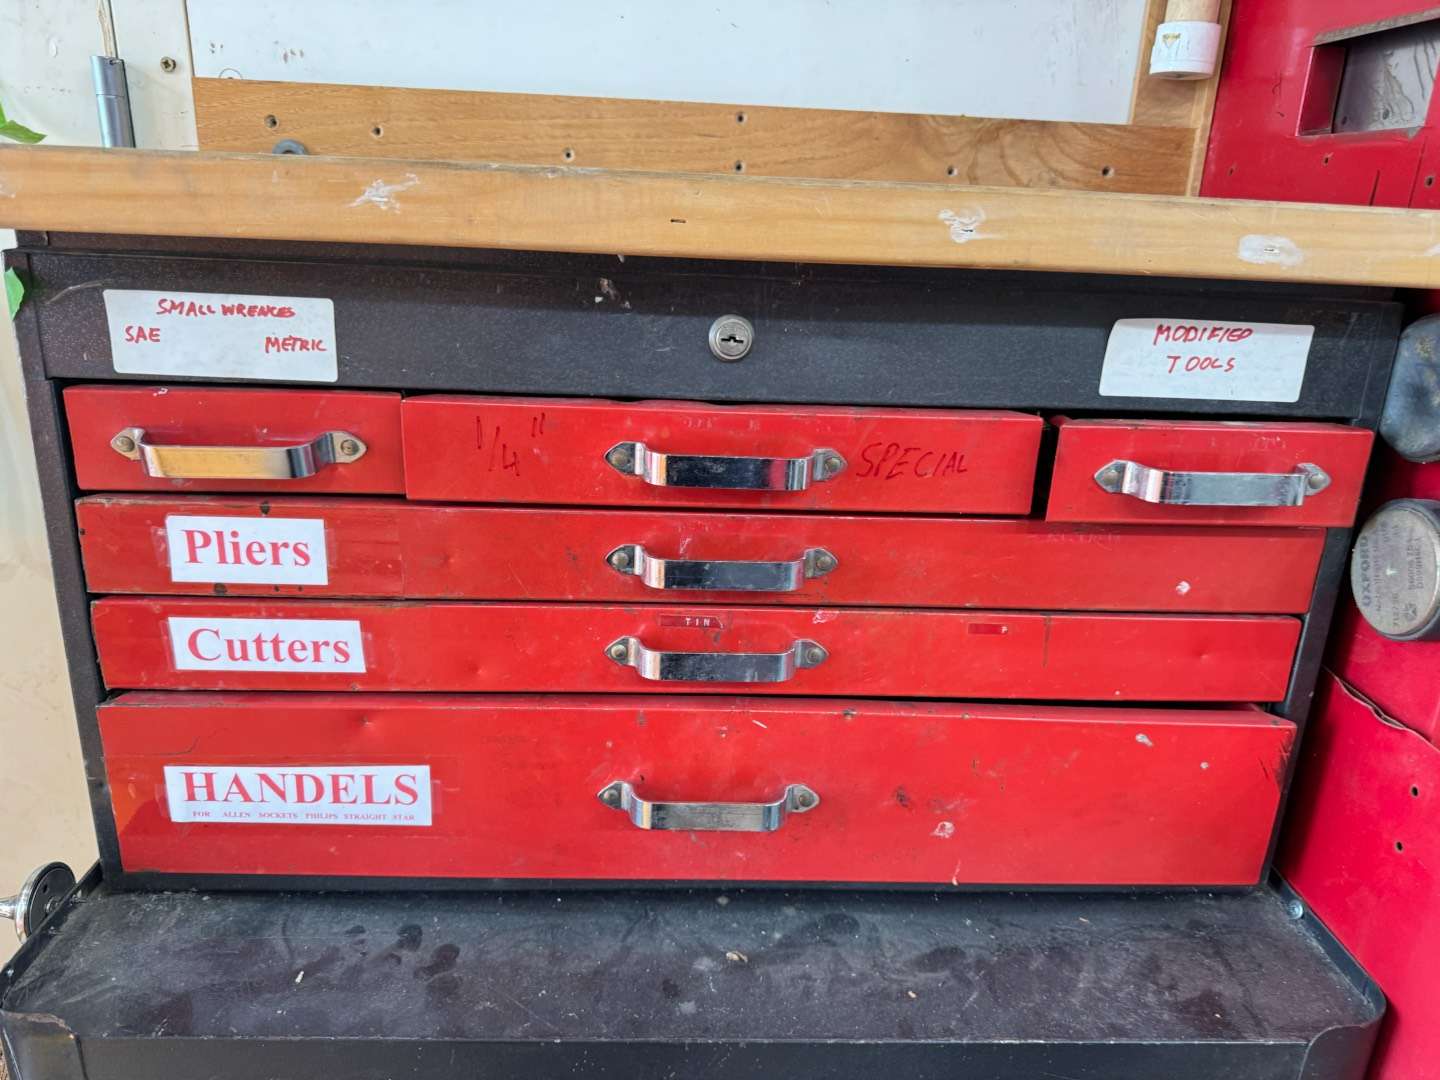 SMALL WRENCES
SAE METRIC
MODIFIED
TOOLS
1/4" SPECIAL
Pliers
Cutters
TIN
HANDELS
FOR ALLEN SOCKETS PHILIPS STRAIGHT STAR
OXFORD